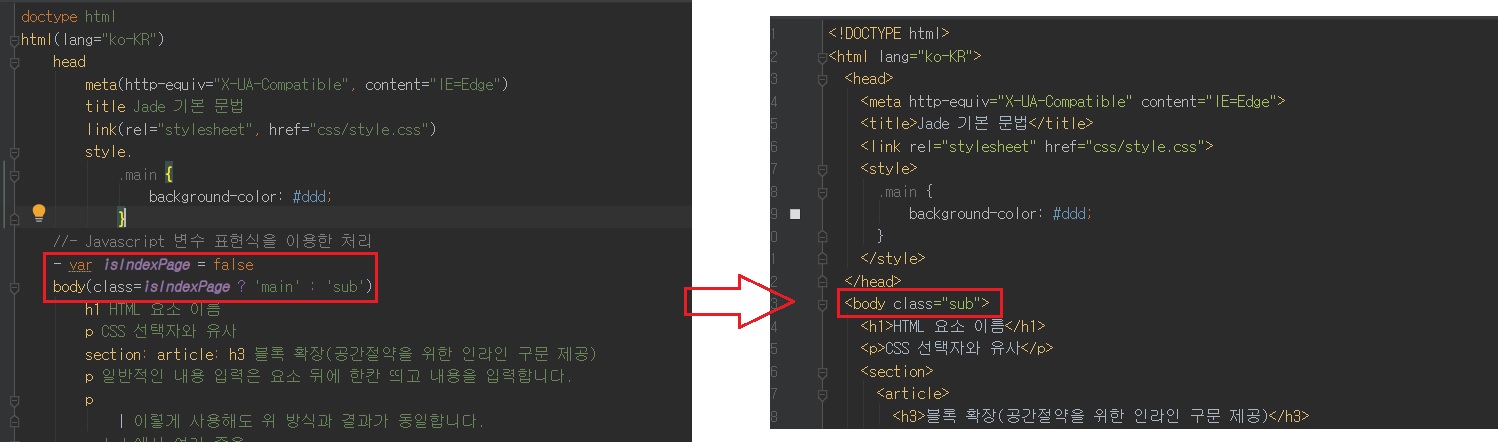 doctype html
html(lang="ko-KR")
head
meta(http-equiv="X-UA-Compatible", content="IE=Edge")
title Jade 기본 문법
link(rel="stylesheet", href="css/style.css")
style.
.main {
background-color: #ddd;
}
//- Javascript 변수 표현식을 이용한 처리
- var isIndexPage = false
body(class=isIndexPage ? 'main' : 'sub')
h1 HTML 요소 이름
p CSS 선택자와 유사
section: article: h3 블록 확장(공간절약을 위한 인라인 구문 제공)
p 일반적인 내용 입력은 요소 뒤에 한칸 띄고 내용을 입력합니다.
p
| 이렇게 사용해도 위 방식과 결과가 동일합니다.
1 <!DOCTYPE html>
2 <html lang="ko-KR">
3 <head>
4 <meta http-equiv="X-UA-Compatible" content="IE=Edge">
5 <title>Jade 기본 문법</title>
6 <link rel="stylesheet" href="css/style.css">
7 <style>
8 .main {
9 background-color: #ddd;
0 }
1 </style>
2 </head>
3 <body class="sub">
4 <h1>HTML 요소 이름</h1>
5 <p>CSS 선택자와 유사</p>
6 <section>
7 <article>
8 <h3>블록 확장(공간절약을 위한 인라인 구문 제공)</h3>